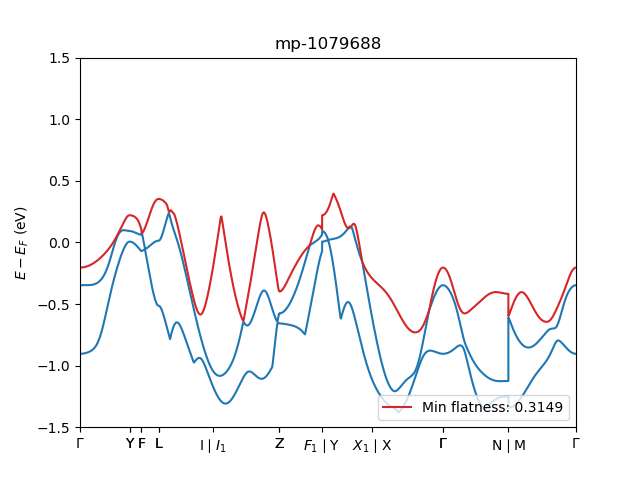 mp-1079688
E − E_F (eV)
1.5
1.0
0.5
0.0
−0.5
−1.0
−1.5
Min flatness: 0.3149
Γ Y F L I | I₁ Z F₁ | Y X₁ | X Γ N | M Γ